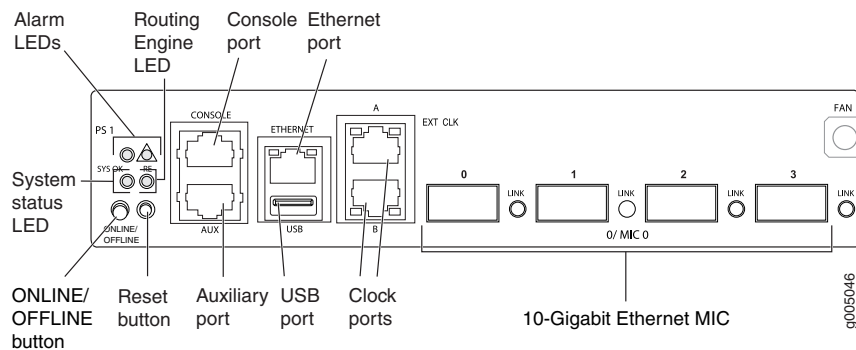 Alarm
LEDs
Routing
Engine
LED
Console
port
Ethernet
port
PS 1
SYS OK
RE
CONSOLE
AUX
ETHERNET
USB
A
B
EXT CLK
FAN
0
LINK
1
LINK
2
LINK
3
LINK
0/ MIC 0
System
status
LED
ONLINE/
OFFLINE
ONLINE/
OFFLINE
button
Reset
button
Auxiliary
port
USB
port
Clock
ports
10-Gigabit Ethernet MIC
g005046